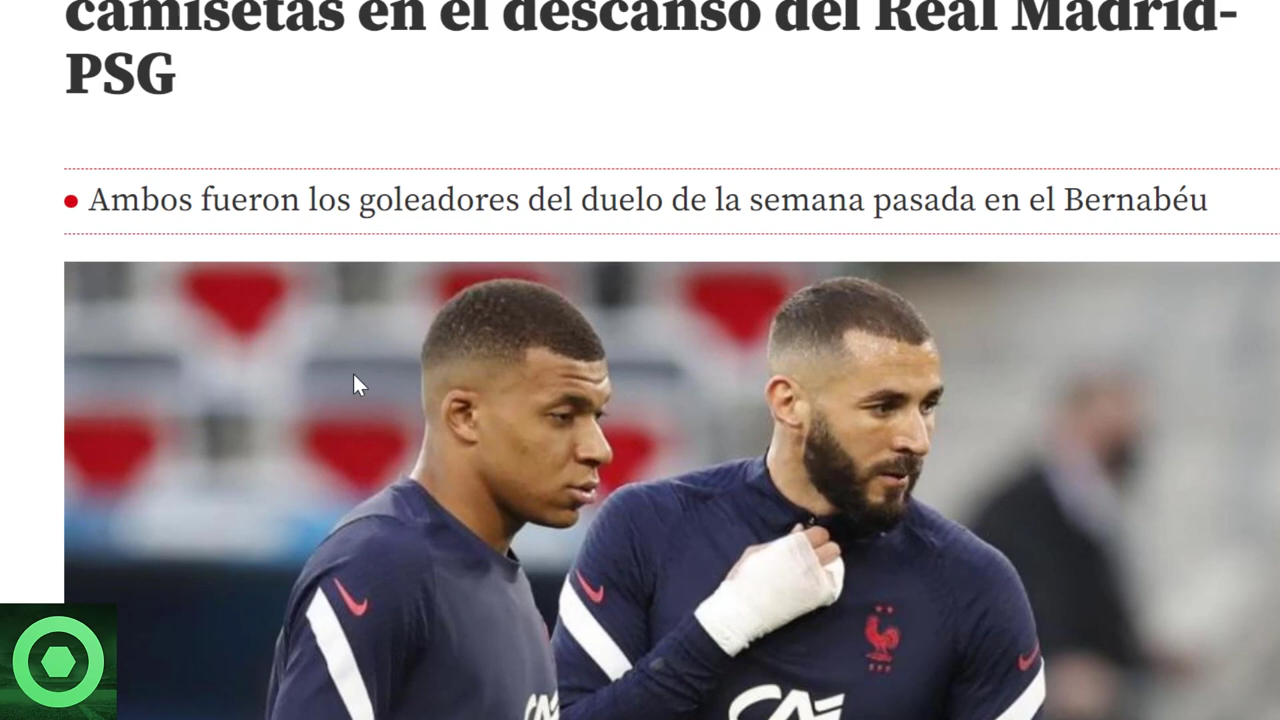 camisetas en el descanso del Real Madrid-
PSG
Ambos fueron los goleadores del duelo de la semana pasada en el Bernabéu
CA